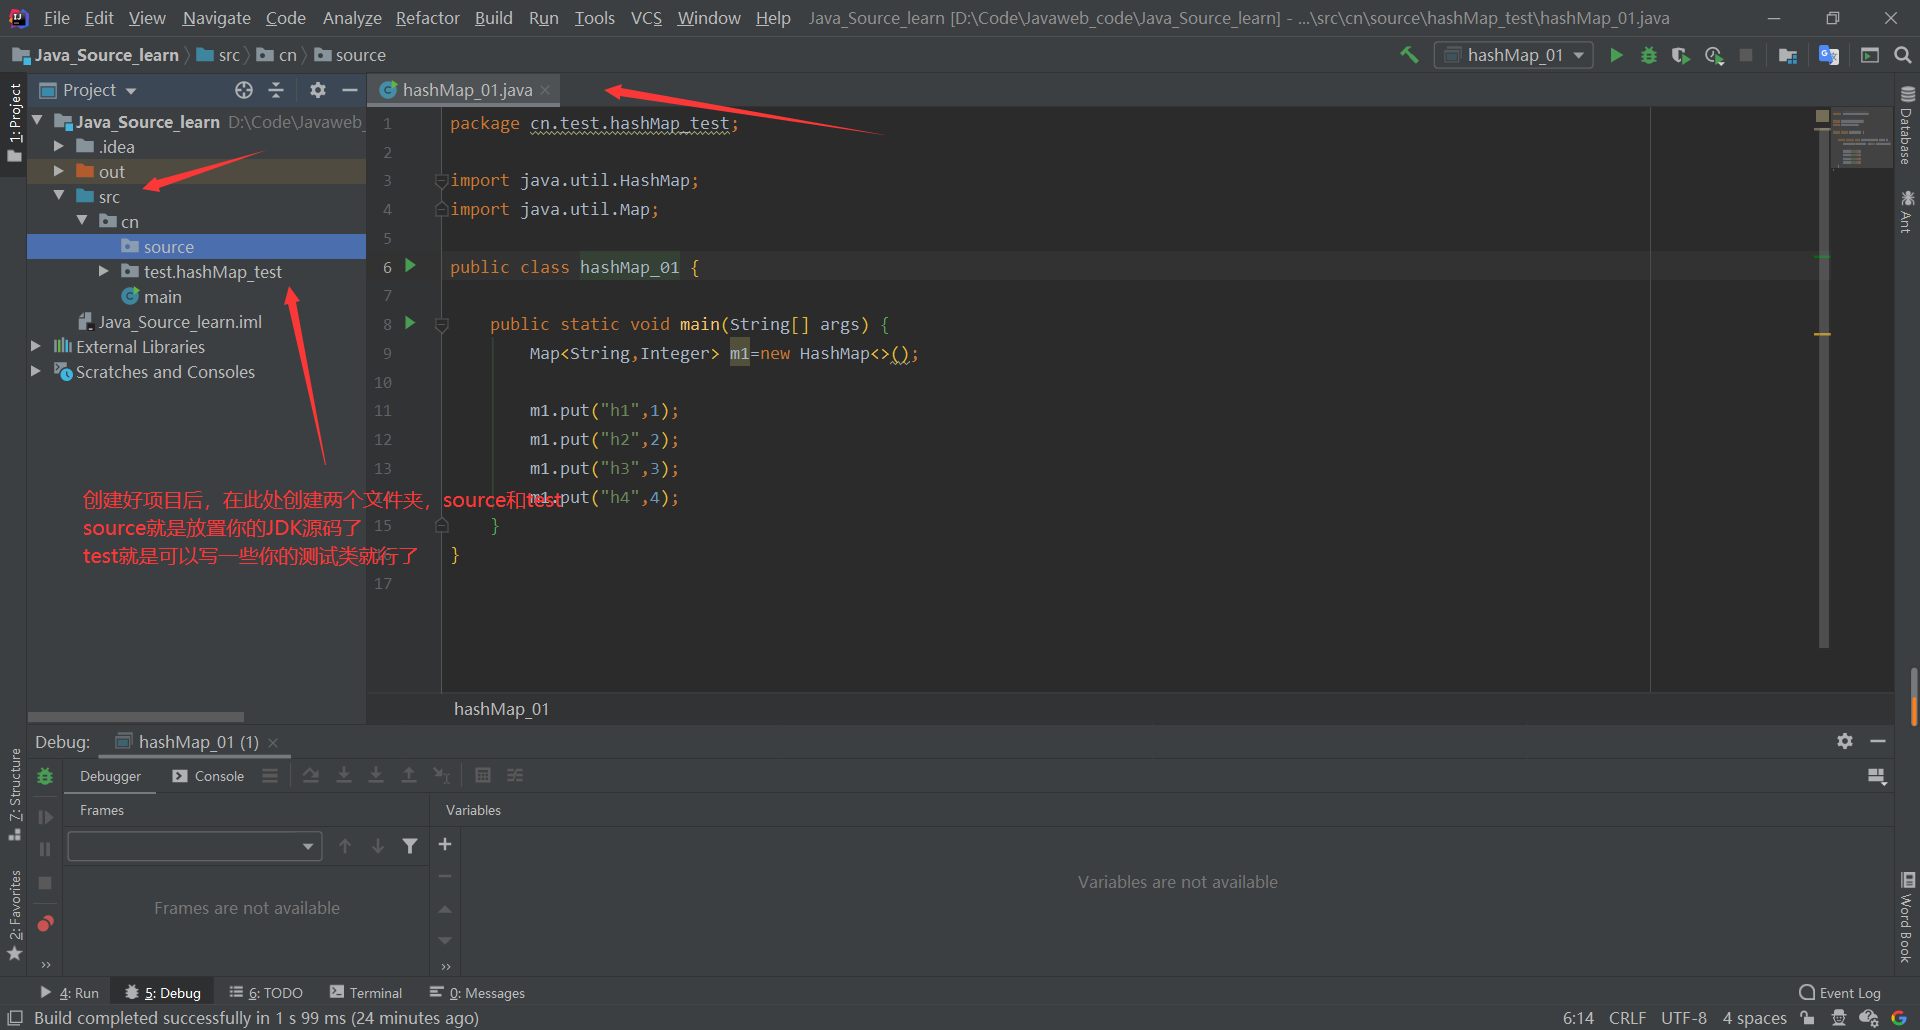 File Edit View Navigate Code Analyze Refactor Build Run Tools VCS Window Help Java_Source_learn [D:\Code\Javaweb_code\Java_Source_learn] - ...\src\cn\source\hashMap_test\hashMap_01.java
Java_Source_learn src cn source hashMap_01
1: Project
Project
hashMap_01.java
Java_Source_learn D:\Code\Javaweb_
.idea
out
src
cn
source
test.hashMap_test
main
Java_Source_learn.iml
External Libraries
Scratches and Consoles
创建好项目后，在此处创建两个文件夹，source和test
source就是放置你的JDK源码了
test就是可以写一些你的测试类就行了
1 package cn.test.hashMap_test;
2
3 import java.util.HashMap;
4 import java.util.Map;
5
6 public class hashMap_01 {
7
8 public static void main(String[] args) {
9 Map<String,Integer> m1=new HashMap<>();
10
11 m1.put("h1",1);
12 m1.put("h2",2);
13 m1.put("h3",3);
m1.put("h4",4);
15 }
}
17
hashMap_01
Database
Ant
Word Book
7: Structure
2: Favorites
Debug: hashMap_01 (1)
Debugger Console
Frames Variables
Frames are not available
Variables are not available
4: Run 5: Debug 6: TODO Terminal 0: Messages Event Log
Build completed successfully in 1 s 99 ms (24 minutes ago) 6:14 CRLF UTF-8 4 spaces